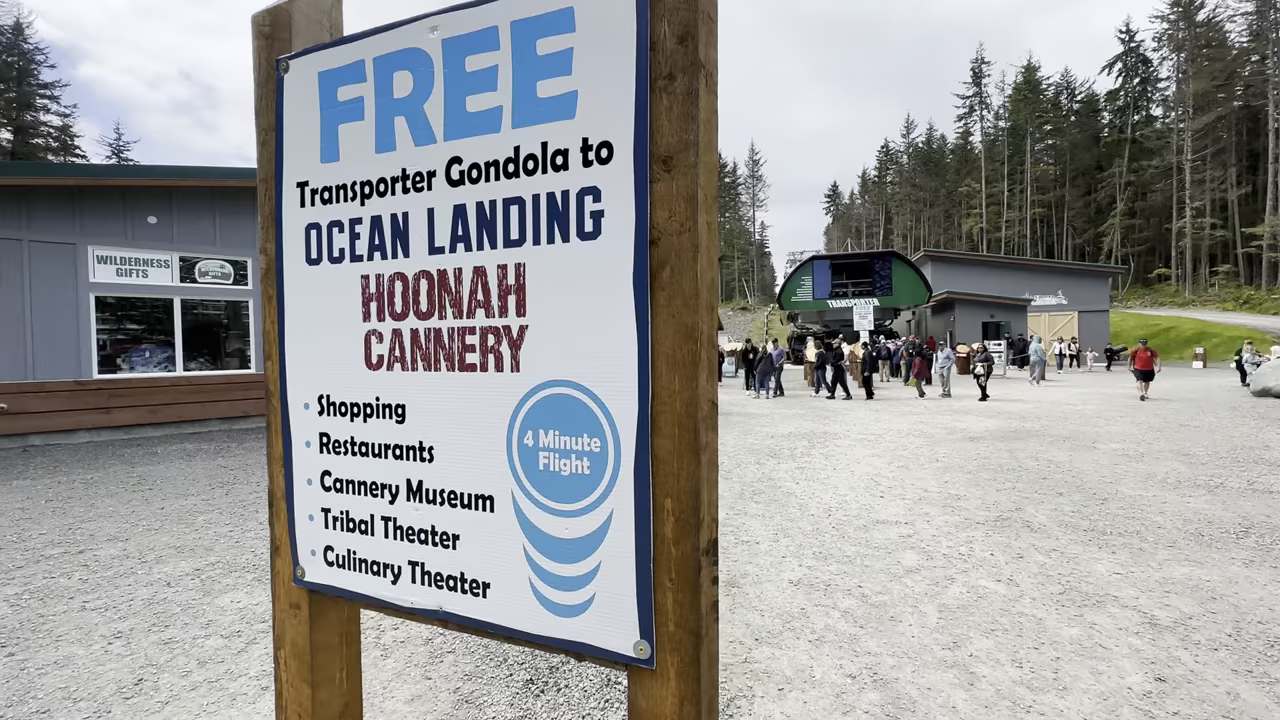 FREE
Transporter Gondola to
OCEAN LANDING
HOONAH
CANNERY
• Shopping
• Restaurants
• Cannery Museum
• Tribal Theater
• Culinary Theater
4 Minute
Flight
WILDERNESS
GIFTS
TRANSPORTER
FREE